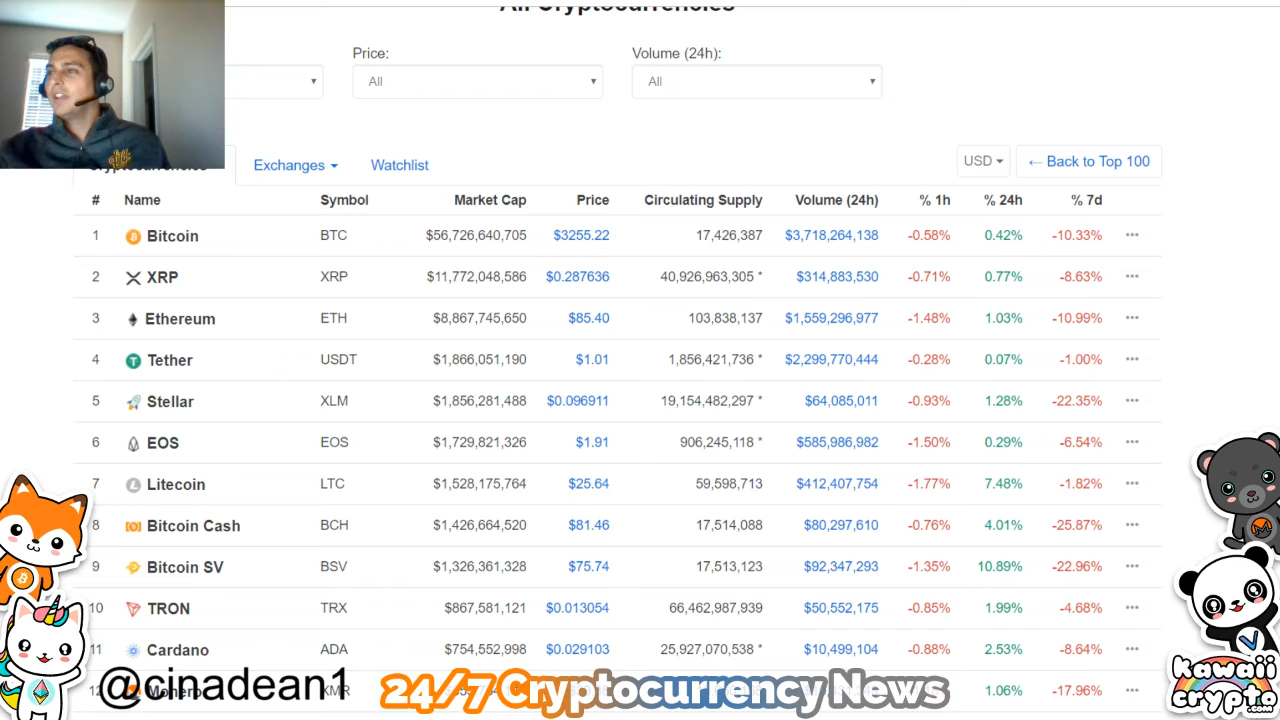 All Cryptocurrencies
Price: Volume (24h):
All All
Cryptocurrencies Exchanges Watchlist USD ← Back to Top 100
# Name Symbol Market Cap Price Circulating Supply Volume (24h) % 1h % 24h % 7d
1 Bitcoin BTC $56,726,640,705 $3255.22 17,426,387 $3,718,264,138 -0.58% 0.42% -10.33%
2 XRP XRP $11,772,048,586 $0.287636 40,926,963,305 * $314,883,530 -0.71% 0.77% -8.63%
3 Ethereum ETH $8,867,745,650 $85.40 103,838,137 $1,559,296,977 -1.48% 1.03% -10.99%
4 Tether USDT $1,866,051,190 $1.01 1,856,421,736 * $2,299,770,444 -0.28% 0.07% -1.00%
5 Stellar XLM $1,856,281,488 $0.096911 19,154,482,297 * $64,085,011 -0.93% 1.28% -22.35%
6 EOS EOS $1,729,821,326 $1.91 906,245,118 * $585,986,982 -1.50% 0.29% -6.54%
7 Litecoin LTC $1,528,175,764 $25.64 59,598,713 $412,407,754 -1.77% 7.48% -1.82%
8 Bitcoin Cash BCH $1,426,664,520 $81.46 17,514,088 $80,297,610 -0.76% 4.01% -25.87%
9 Bitcoin SV BSV $1,326,361,328 $75.74 17,513,123 $92,347,293 -1.35% 10.89% -22.96%
10 TRON TRX $867,581,121 $0.013054 66,462,987,939 $50,552,175 -0.85% 1.99% -4.68%
11 Cardano ADA $754,552,998 $0.029103 25,927,070,538 * $10,499,104 -0.88% 2.53% -8.64%
12 Monero XMR 1.06% -17.96%
@cinadean1 24/7 Cryptocurrency News
kawaii
crypto
.com